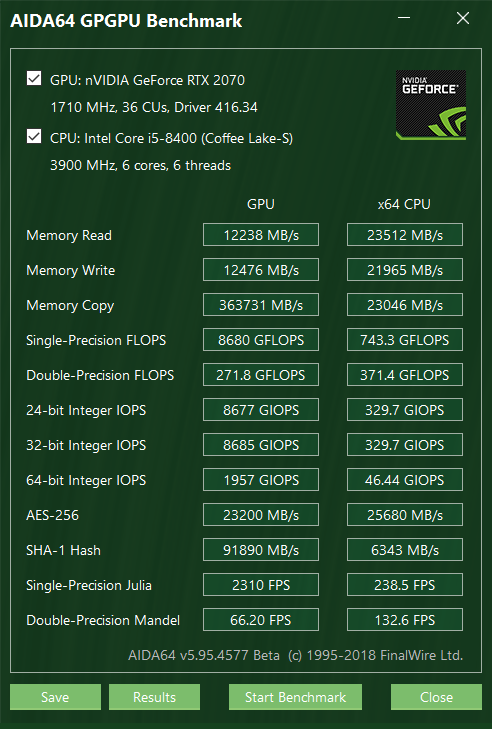 AIDA64 GPGPU Benchmark
GPU: nVIDIA GeForce RTX 2070
1710 MHz, 36 CUs, Driver 416.34
NVIDIA
GEFORCE
CPU: Intel Core i5-8400 (Coffee Lake-S)
3900 MHz, 6 cores, 6 threads
GPU x64 CPU
Memory Read 12238 MB/s 23512 MB/s
Memory Write 12476 MB/s 21965 MB/s
Memory Copy 363731 MB/s 23046 MB/s
Single-Precision FLOPS 8680 GFLOPS 743.3 GFLOPS
Double-Precision FLOPS 271.8 GFLOPS 371.4 GFLOPS
24-bit Integer IOPS 8677 GIOPS 329.7 GIOPS
32-bit Integer IOPS 8685 GIOPS 329.7 GIOPS
64-bit Integer IOPS 1957 GIOPS 46.44 GIOPS
AES-256 23200 MB/s 25680 MB/s
SHA-1 Hash 91890 MB/s 6343 MB/s
Single-Precision Julia 2310 FPS 238.5 FPS
Double-Precision Mandel 66.20 FPS 132.6 FPS
AIDA64 v5.95.4577 Beta (c) 1995-2018 FinalWire Ltd.
Save Results Start Benchmark Close